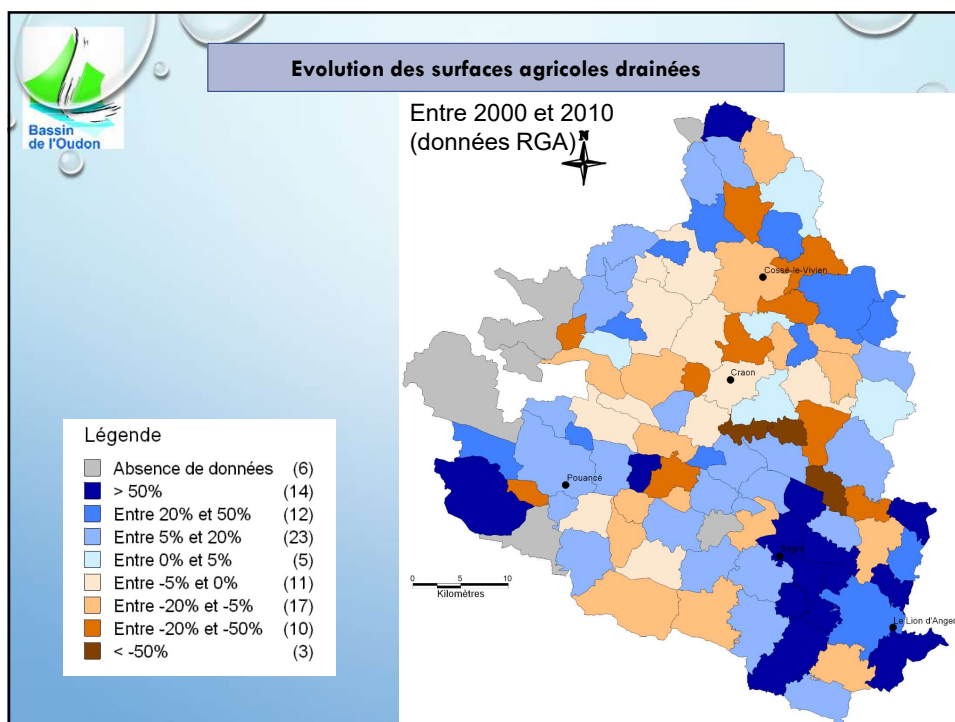 Bassin
de l'Oudon
Evolution des surfaces agricoles drainées
Entre 2000 et 2010
(données RGA)
N
Cossé-le-Vivien
Craon
Pouancé
Le Lion d'Anger
0 5 10
Kilomètres
Légende
Absence de données (6)
> 50% (14)
Entre 20% et 50% (12)
Entre 5% et 20% (23)
Entre 0% et 5% (5)
Entre -5% et 0% (11)
Entre -20% et -5% (17)
Entre -20% et -50% (10)
< -50% (3)